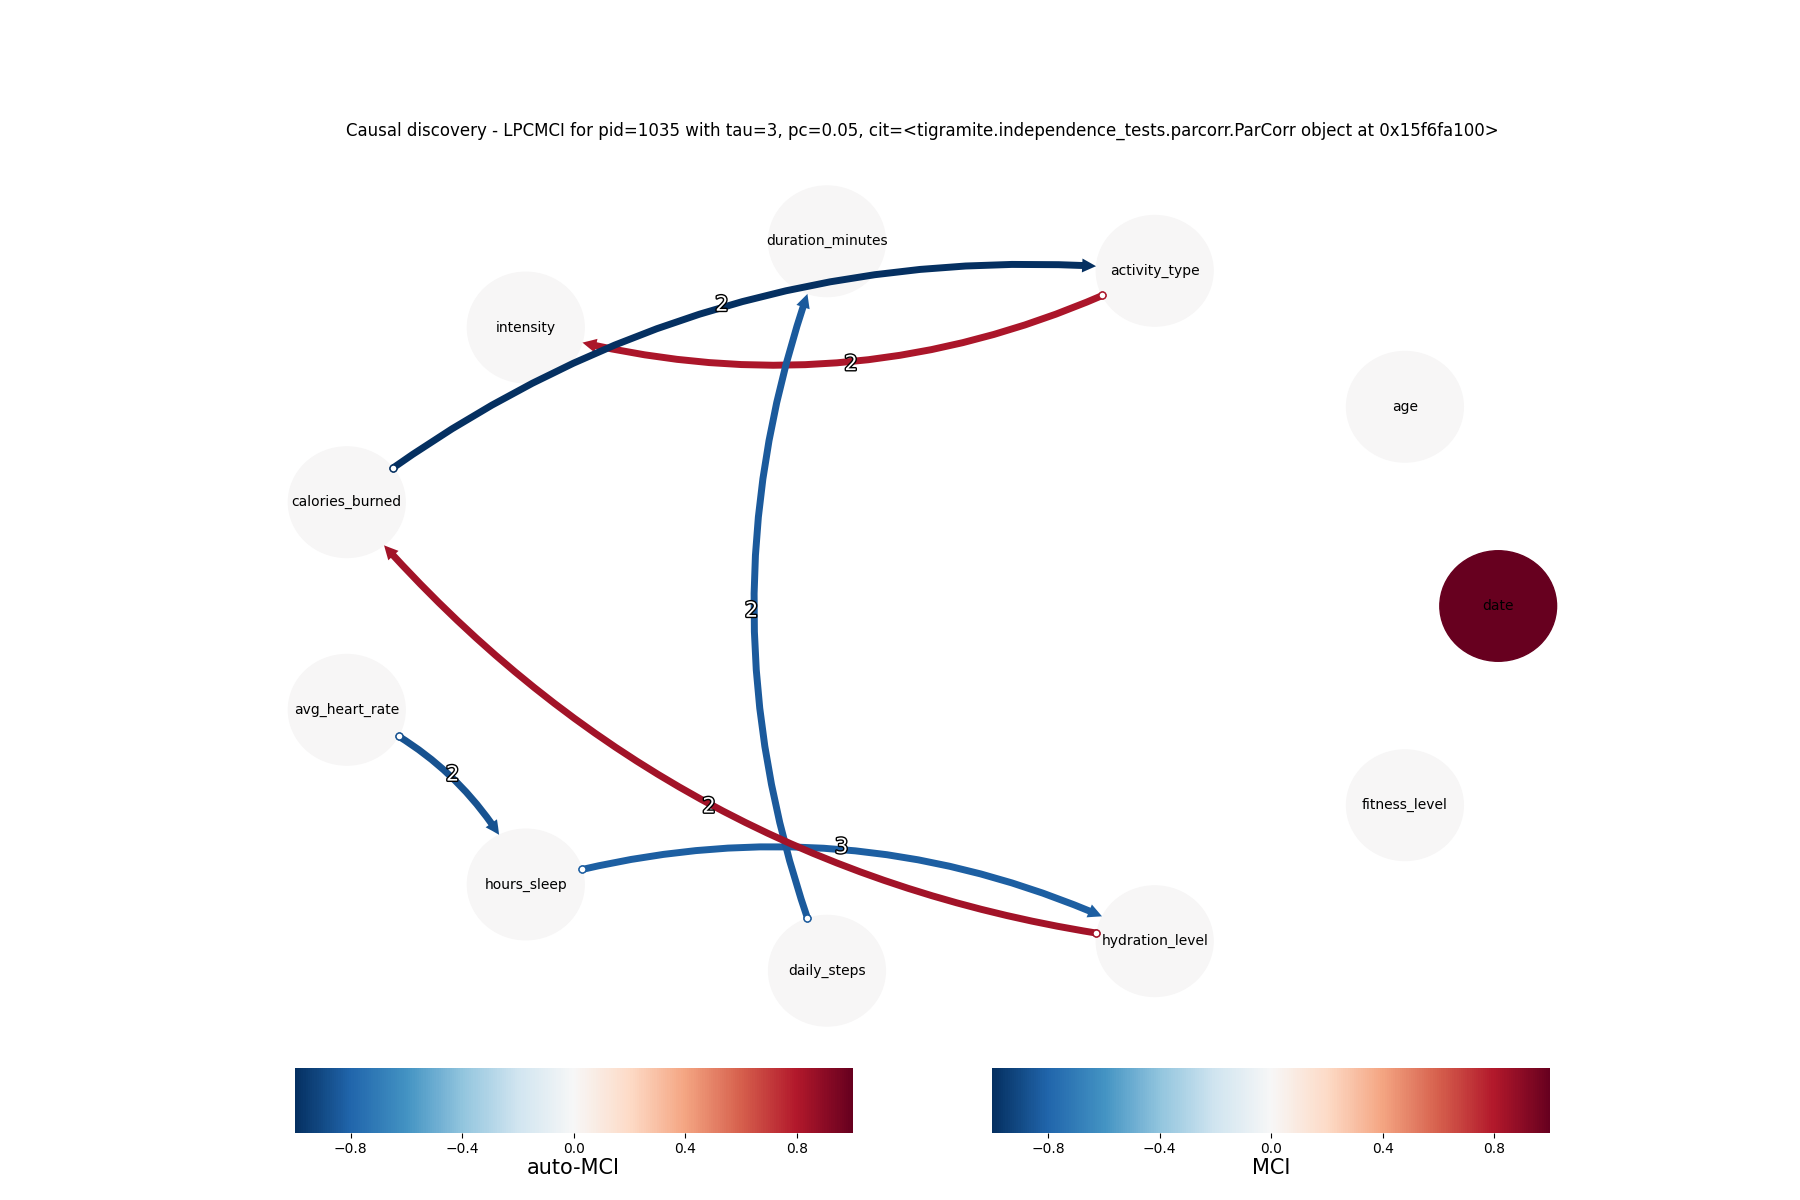 Causal discovery - LPCMCI for pid=1035 with tau=3, pc=0.05, cit=<tigramite.independence_tests.parcorr.ParCorr object at 0x15f6fa100>
duration_minutes
activity_type
2
intensity
2
age
calories_burned
date
2
avg_heart_rate
2
2
fitness_level
3
hours_sleep
hydration_level
daily_steps
−0.8 −0.4 0.0 0.4 0.8
auto-MCI
−0.8 −0.4 0.0 0.4 0.8
MCI